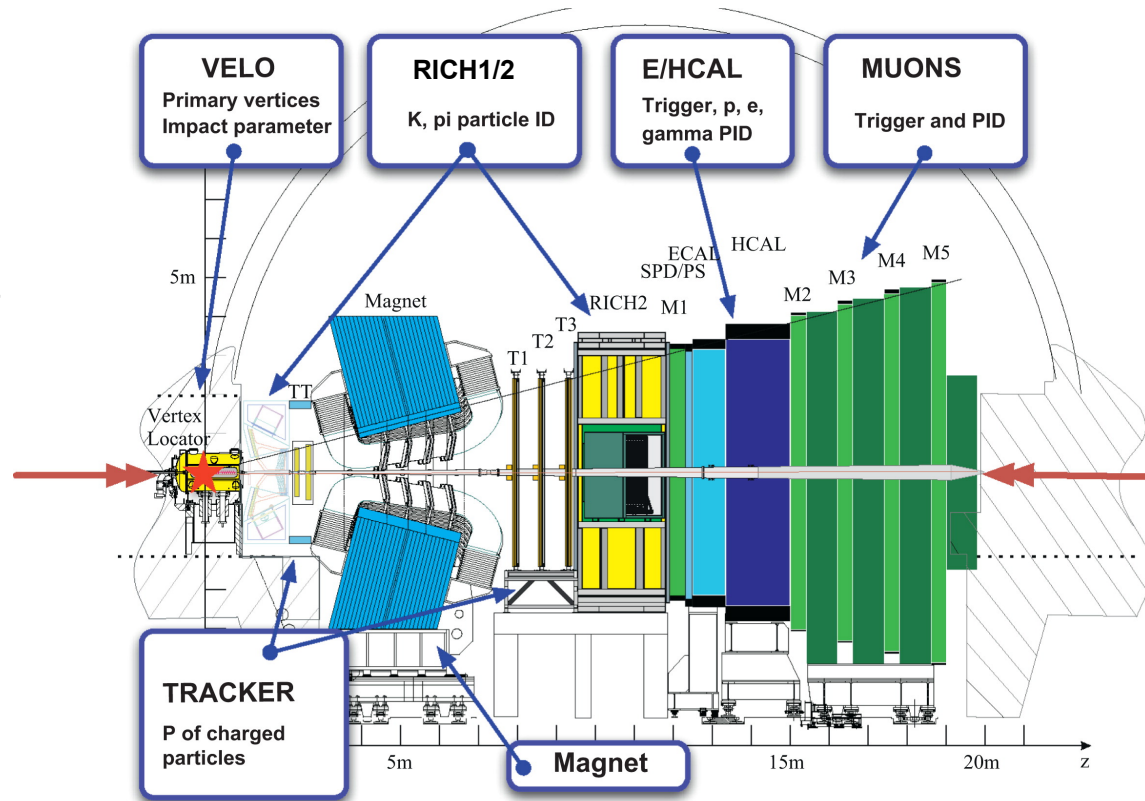 VELO
Primary vertices
Impact parameter
RICH1/2
K, pi particle ID
E/HCAL
Trigger, p, e,
gamma PID
MUONS
Trigger and PID
5m
Magnet
Vertex
Locator
TT
T1
T2
T3
RICH2
M1
SPD/PS
ECAL
HCAL
M2
M3
M4
M5
TRACKER
P of charged
particles
Magnet
5m
15m
20m
z